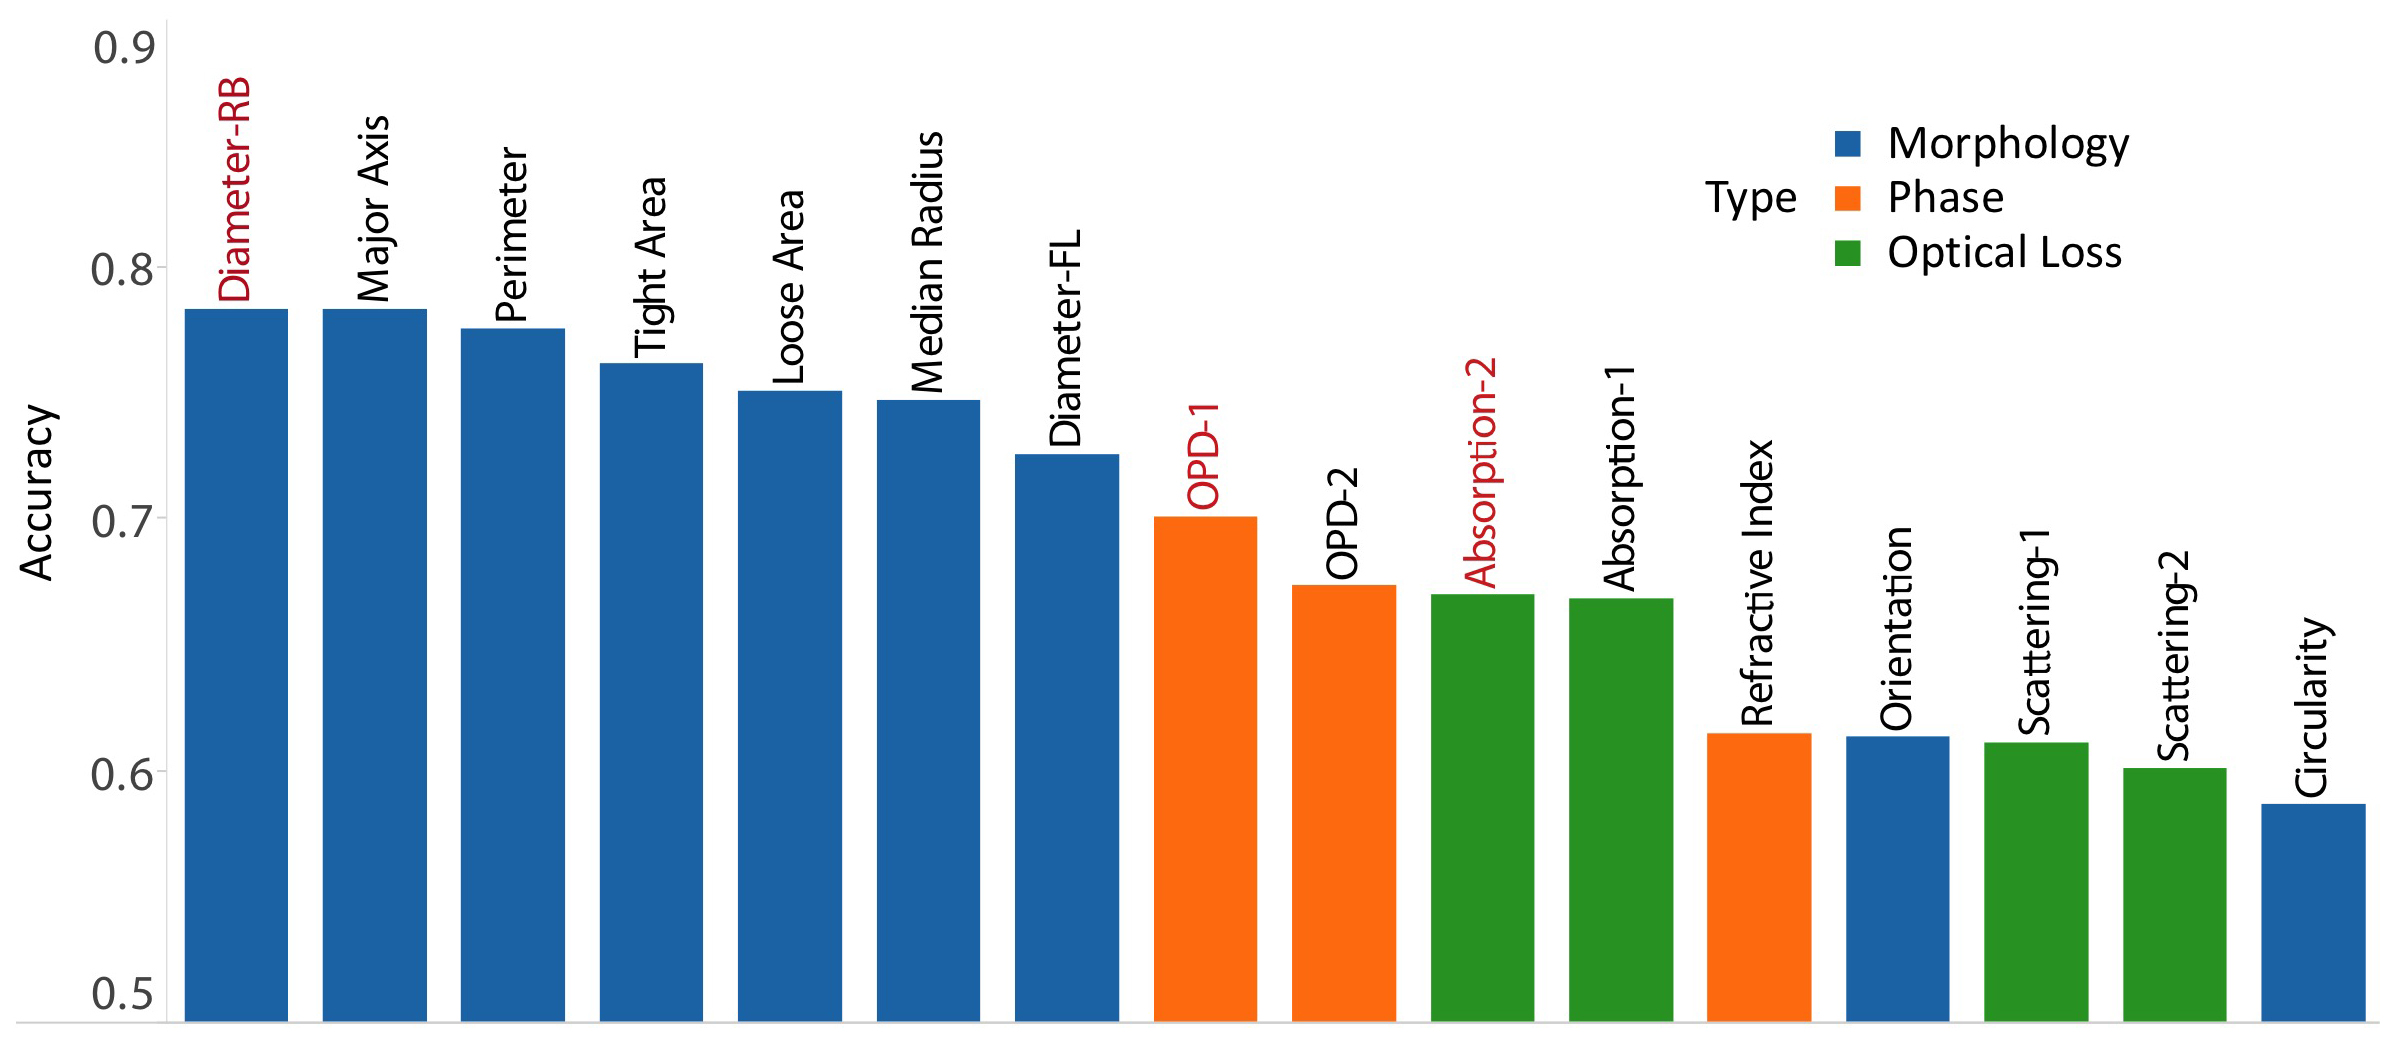 0.9
0.8
0.7
0.6
0.5
Accuracy
Diameter-RB
Major Axis
Perimeter
Tight Area
Loose Area
Median Radius
Diameter-FL
OPD-1
OPD-2
Absorption-2
Absorption-1
Refractive Index
Orientation
Scattering-1
Scattering-2
Circularity
Type
Morphology
Phase
Optical Loss